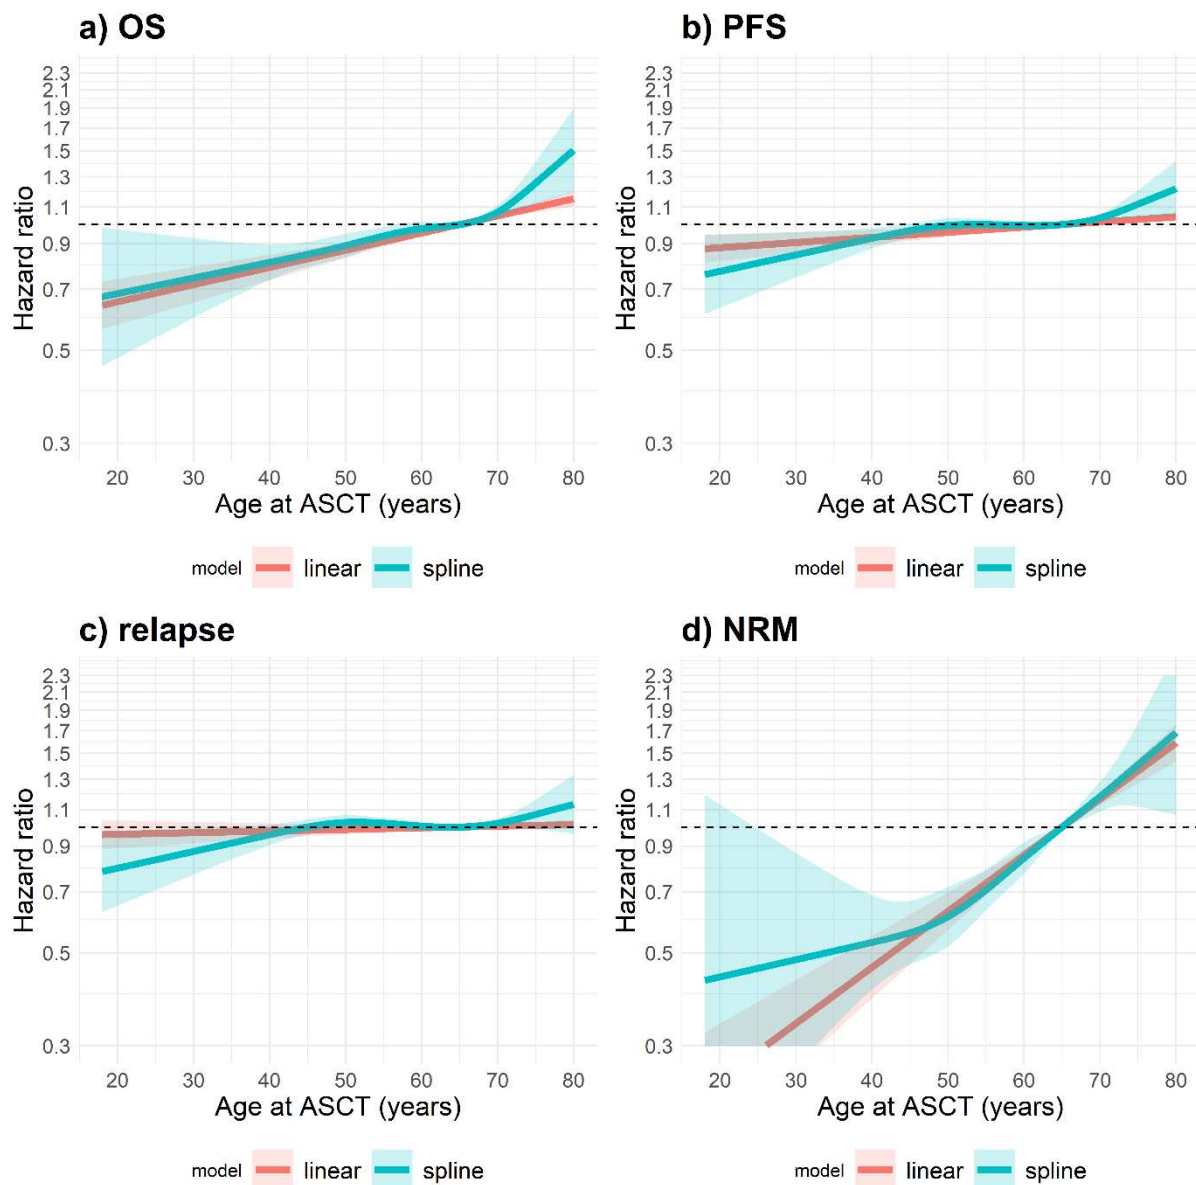 a) OS
Hazard ratio
2.3
2.1
1.9
1.7
1.5
1.3
1.1
0.9
0.7
0.5
0.3
20 30 40 50 60 70 80
Age at ASCT (years)
model linear spline
b) PFS
Hazard ratio
2.3
2.1
1.9
1.7
1.5
1.3
1.1
0.9
0.7
0.5
0.3
20 30 40 50 60 70 80
Age at ASCT (years)
model linear spline
c) relapse
Hazard ratio
2.3
2.1
1.9
1.7
1.5
1.3
1.1
0.9
0.7
0.5
0.3
20 30 40 50 60 70 80
Age at ASCT (years)
model linear spline
d) NRM
Hazard ratio
2.3
2.1
1.9
1.7
1.5
1.3
1.1
0.9
0.7
0.5
0.3
20 30 40 50 60 70 80
Age at ASCT (years)
model linear spline